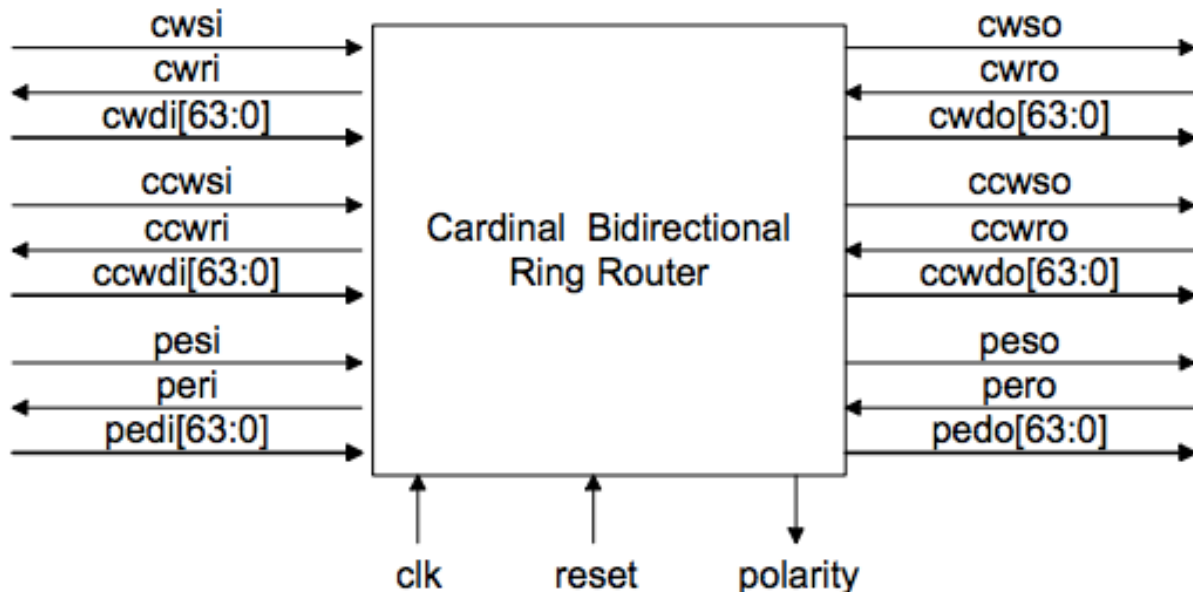 cwsi
cwri
cwdi[63:0]
ccwsi
ccwri
ccwdi[63:0]
pesi
peri
pedi[63:0]
Cardinal Bidirectional
Ring Router
cwso
cwro
cwdo[63:0]
ccwso
ccwro
ccwdo[63:0]
peso
pero
pedo[63:0]
clk
reset
polarity